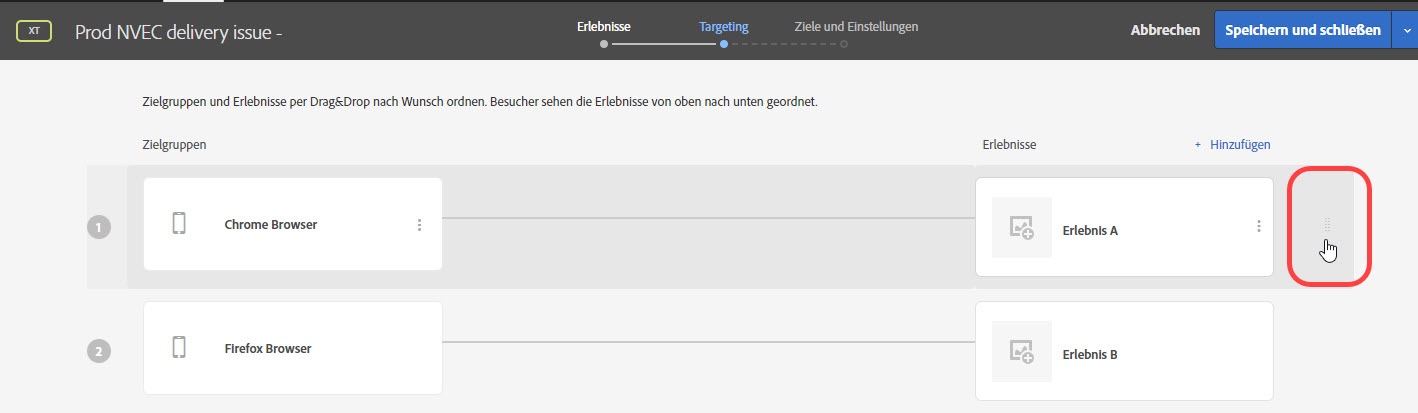 XT
Prod NVEC delivery issue -
Erlebnisse
Targeting
Ziele und Einstellungen
Abbrechen
Speichern und schließen
Zielgruppen und Erlebnisse per Drag&Drop nach Wunsch ordnen. Besucher sehen die Erlebnisse von oben nach unten geordnet.
Zielgruppen
Erlebnisse
+ Hinzufügen
1
Chrome Browser
Erlebnis A
2
Firefox Browser
Erlebnis B